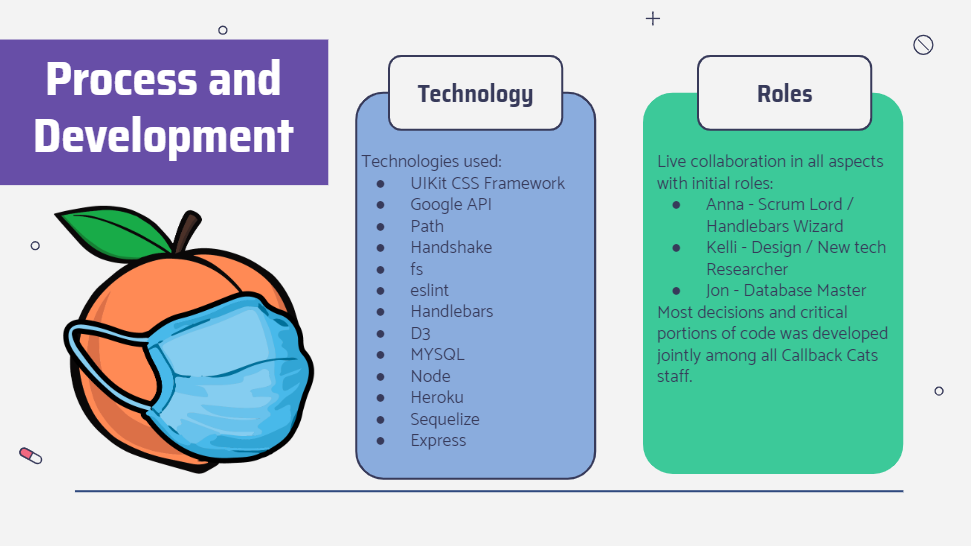 Process and
Development
Technology
Technologies used:
● UIKit CSS Framework
● Google API
● Path
● Handshake
● fs
● eslint
● Handlebars
● D3
● MYSQL
● Node
● Heroku
● Sequelize
● Express
Roles
Live collaboration in all aspects
with initial roles:
● Anna - Scrum Lord /
Handlebars Wizard
● Kelli - Design / New tech
Researcher
● Jon - Database Master
Most decisions and critical
portions of code was developed
jointly among all Callback Cats
staff.